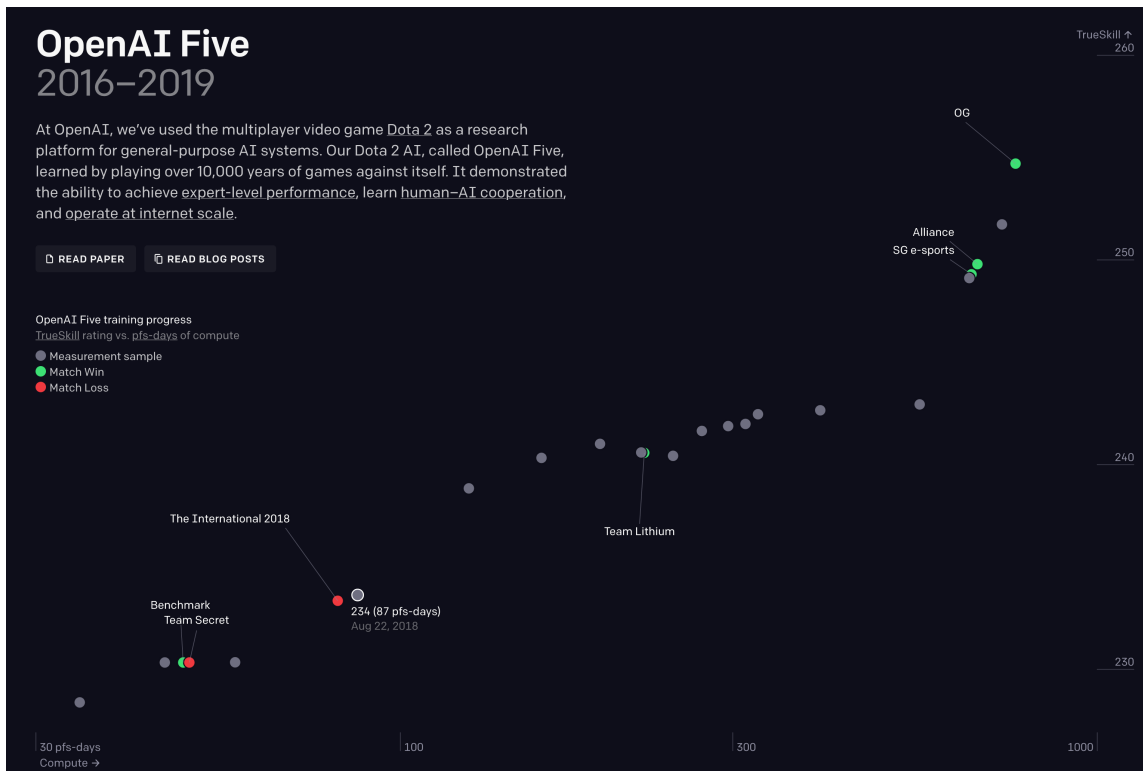 OpenAI Five
2016–2019
At OpenAI, we’ve used the multiplayer video game Dota 2 as a research
platform for general-purpose AI systems. Our Dota 2 AI, called OpenAI Five,
learned by playing over 10,000 years of games against itself. It demonstrated
the ability to achieve expert-level performance, learn human–AI cooperation,
and operate at internet scale.
READ PAPER
READ BLOG POSTS
OpenAI Five training progress
TrueSkill rating vs. pfs-days of compute
Measurement sample
Match Win
Match Loss
TrueSkill ↑
260
OG
Alliance
SG e-sports
250
240
Team Lithium
The International 2018
234 (87 pfs-days)
Aug 22, 2018
Benchmark
Team Secret
230
30 pfs-days
100
300
1000
Compute →